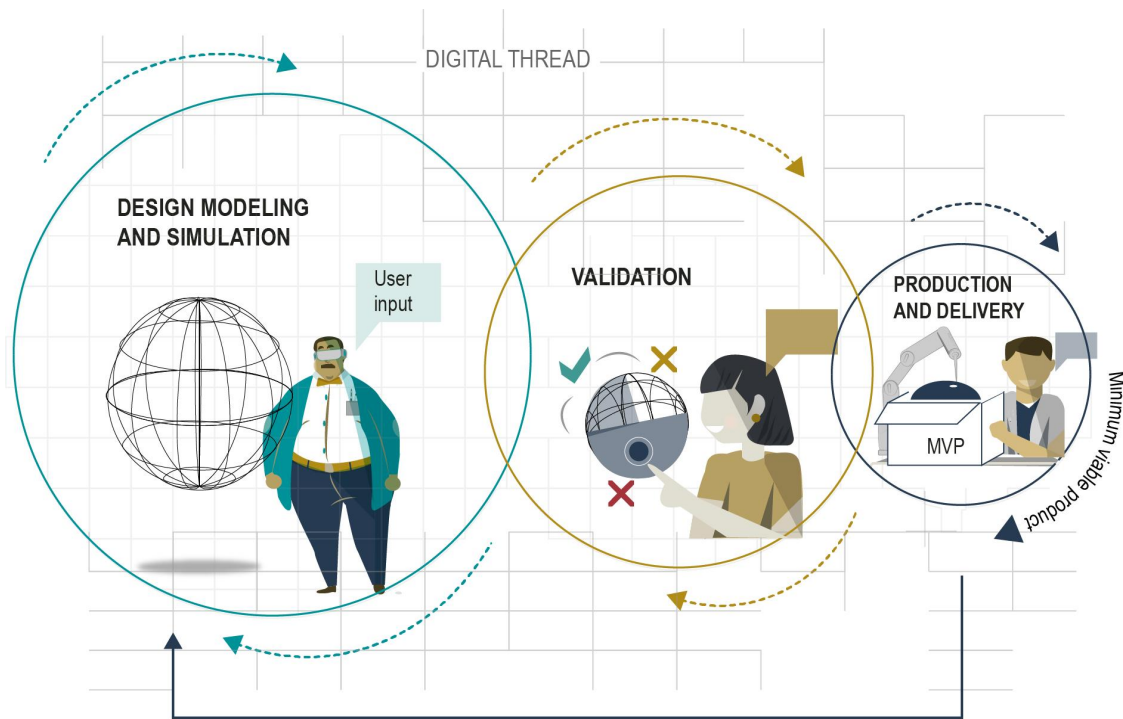 DIGITAL THREAD
DESIGN MODELING
AND SIMULATION
User
input
VALIDATION
PRODUCTION
AND DELIVERY
MVP
Minimum viable product